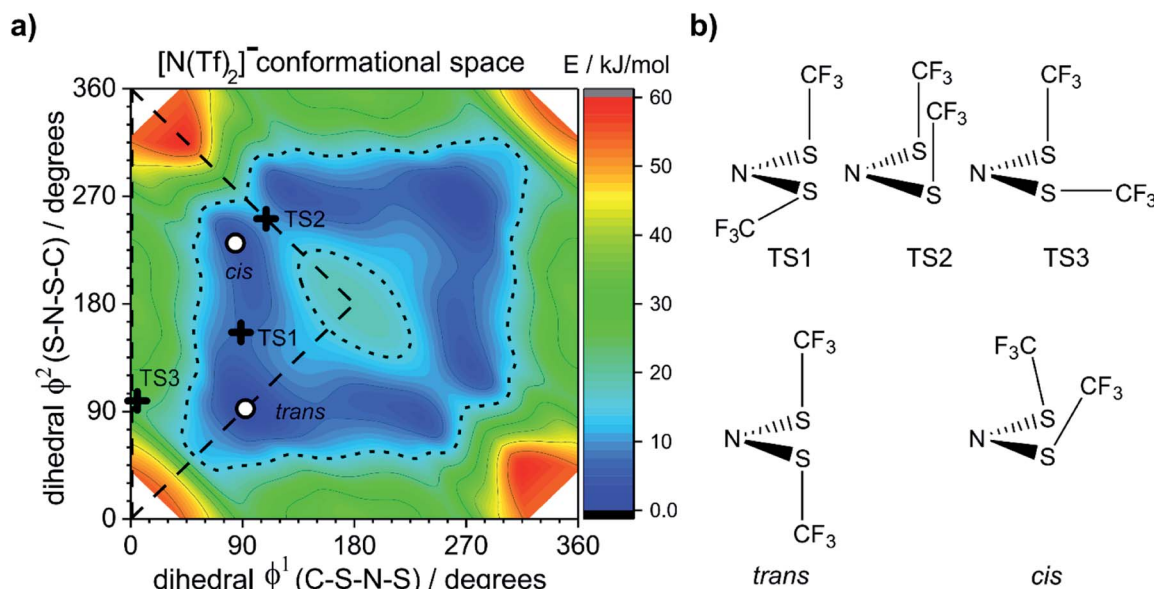 a)
b)
[N(Tf)₂]⁻conformational space
E / kJ/mol
360
270
180
90
0
0
90
180
270
360
dihedral ϕ² (S-N-S-C) / degrees
dihedral ϕ¹ (C-S-N-S) / degrees
TS2
cis
TS1
TS3
trans
60
50
40
30
20
10
0.0
CF₃
S
N
S
F₃C
TS1
CF₃
CF₃
S
N
S
TS2
CF₃
S
N
S
CF₃
TS3
CF₃
S
N
S
CF₃
trans
F₃C
CF₃
S
N
S
cis